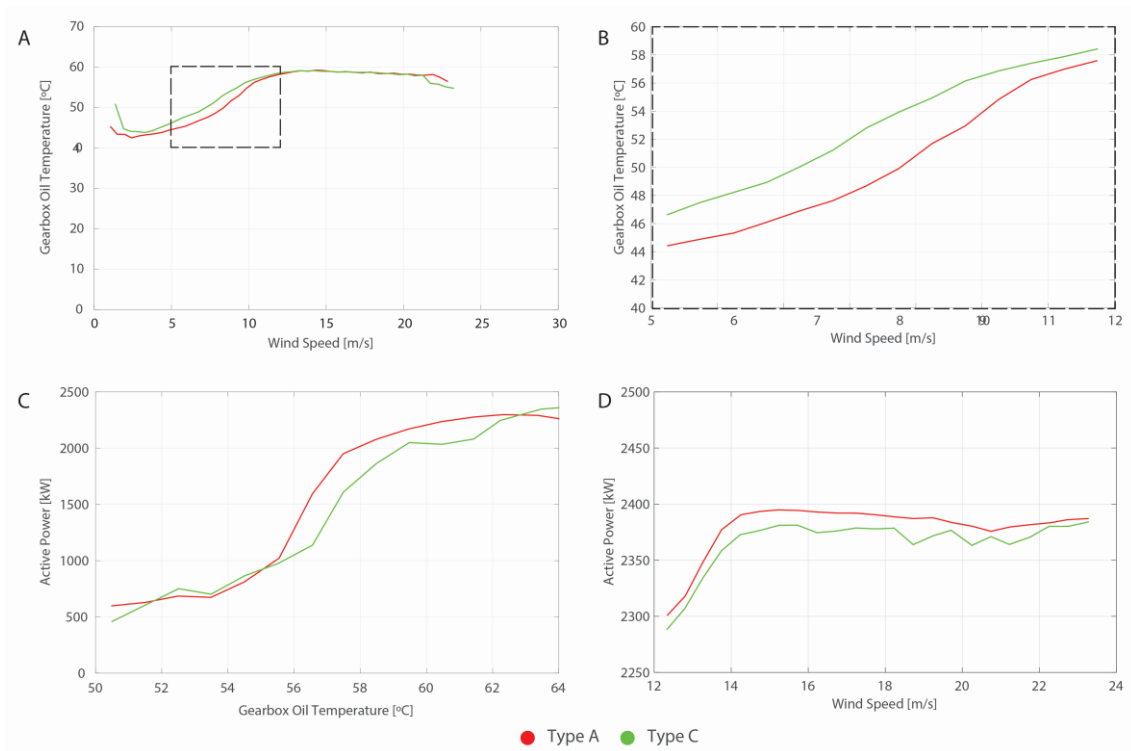 A
Gearbox Oil Temperature [ºC]
70
60
50
40
30
20
10
0
0 5 10 15 20 25 30
Wind Speed [m/s]
B
Gearbox Oil Temperature [ºC]
60
58
56
54
52
50
48
46
44
42
40
5 6 7 8 9 10 11 12
Wind Speed [m/s]
C
Active Power [kW]
2500
2000
1500
1000
500
0
50 52 54 56 58 60 62 64
Gearbox Oil Temperature [ºC]
D
Active Power [kW]
2500
2450
2400
2350
2300
2250
12 14 16 18 20 22 24
Wind Speed [m/s]
Type A Type C